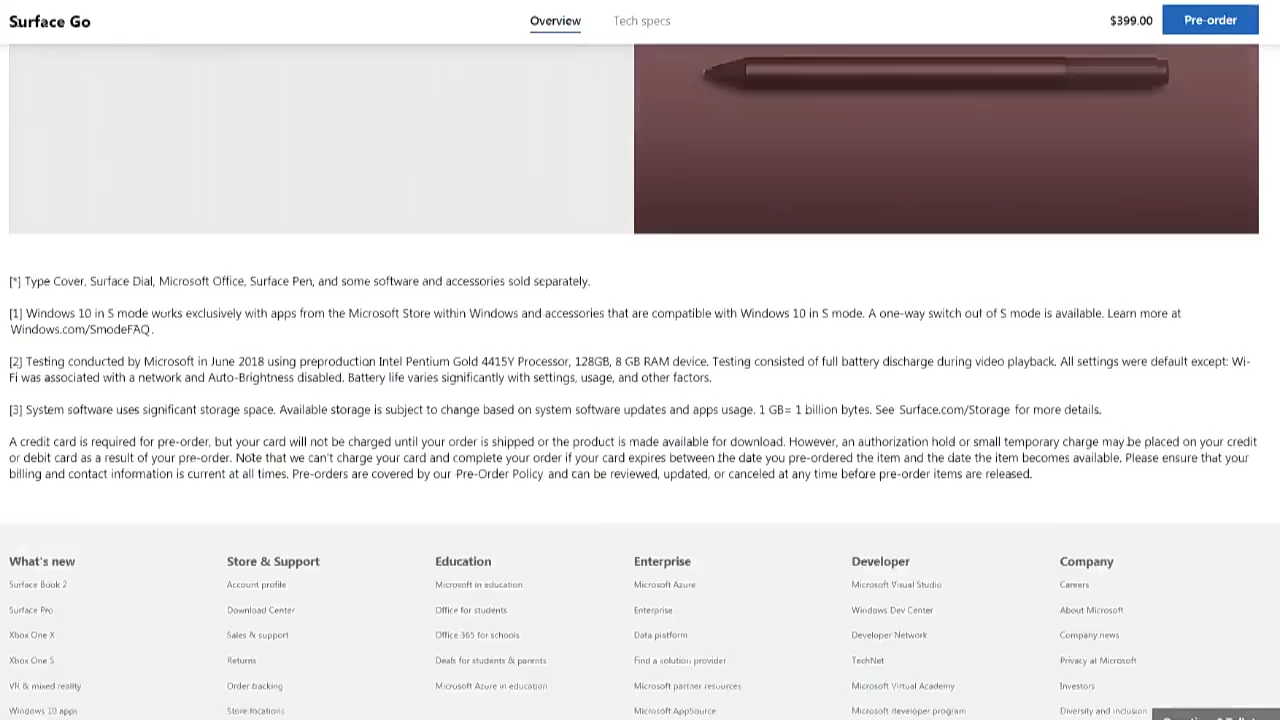 Surface Go
Overview
Tech specs
$399.00
Pre-order
[*] Type Cover, Surface Dial, Microsoft Office, Surface Pen, and some software and accessories sold separately.
[1] Windows 10 in S mode works exclusively with apps from the Microsoft Store within Windows and accessories that are compatible with Windows 10 in S mode. A one-way switch out of S mode is available. Learn more at
Windows.com/SmodeFAQ.
[2] Testing conducted by Microsoft in June 2018 using preproduction Intel Pentium Gold 4415Y Processor, 128GB, 8 GB RAM device. Testing consisted of full battery discharge during video playback. All settings were default except: Wi-
Fi was associated with a network and Auto-Brightness disabled. Battery life varies significantly with settings, usage, and other factors.
[3] System software uses significant storage space. Available storage is subject to change based on system software updates and apps usage. 1 GB= 1 billion bytes. See Surface.com/Storage for more details.
A credit card is required for pre-order, but your card will not be charged until your order is shipped or the product is made available for download. However, an authorization hold or small temporary charge may be placed on your credit
or debit card as a result of your pre-order. Note that we can't charge your card and complete your order if your card expires between the date you pre-ordered the item and the date the item becomes available. Please ensure that your
billing and contact information is current at all times. Pre-orders are covered by our Pre-Order Policy and can be reviewed, updated, or canceled at any time before pre-order items are released.
What's new
Surface Book 2
Surface Pro
Xbox One X
Xbox One S
VR & mixed reality
Windows 10 apps
Store & Support
Account profile
Download Center
Sales & support
Returns
Order tracking
Store locations
Education
Microsoft in education
Office for students
Office 365 for schools
Deals for students & parents
Microsoft Azure in education
Enterprise
Microsoft Azure
Enterprise
Data platform
Find a solution provider
Microsoft partner resources
Microsoft AppSource
Developer
Microsoft Visual Studio
Windows Dev Center
Developer Network
TechNet
Microsoft Virtual Academy
Microsoft developer program
Company
Careers
About Microsoft
Company news
Privacy at Microsoft
Investors
Diversity and inclusion